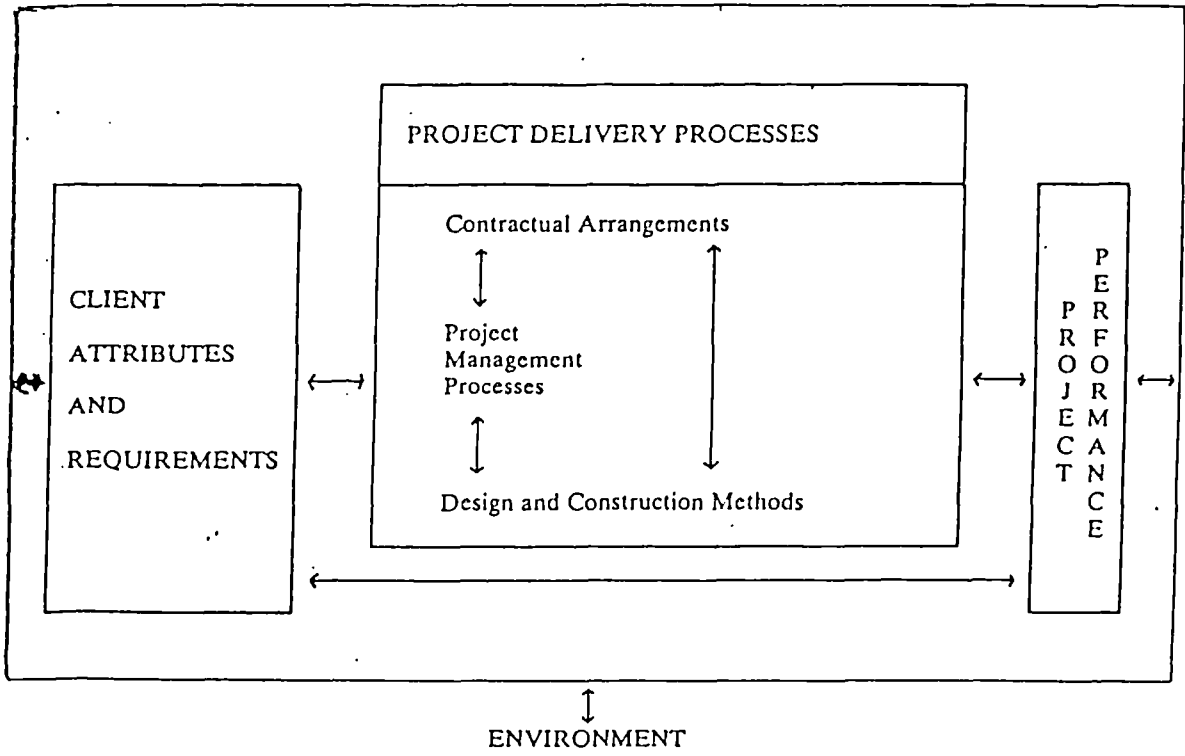 PROJECT DELIVERY PROCESSES
CLIENT
ATTRIBUTES
AND
REQUIREMENTS
Contractual Arrangements
Project
Management
Processes
Design and Construction Methods
PROJECT
PERFORMANCE
ENVIRONMENT